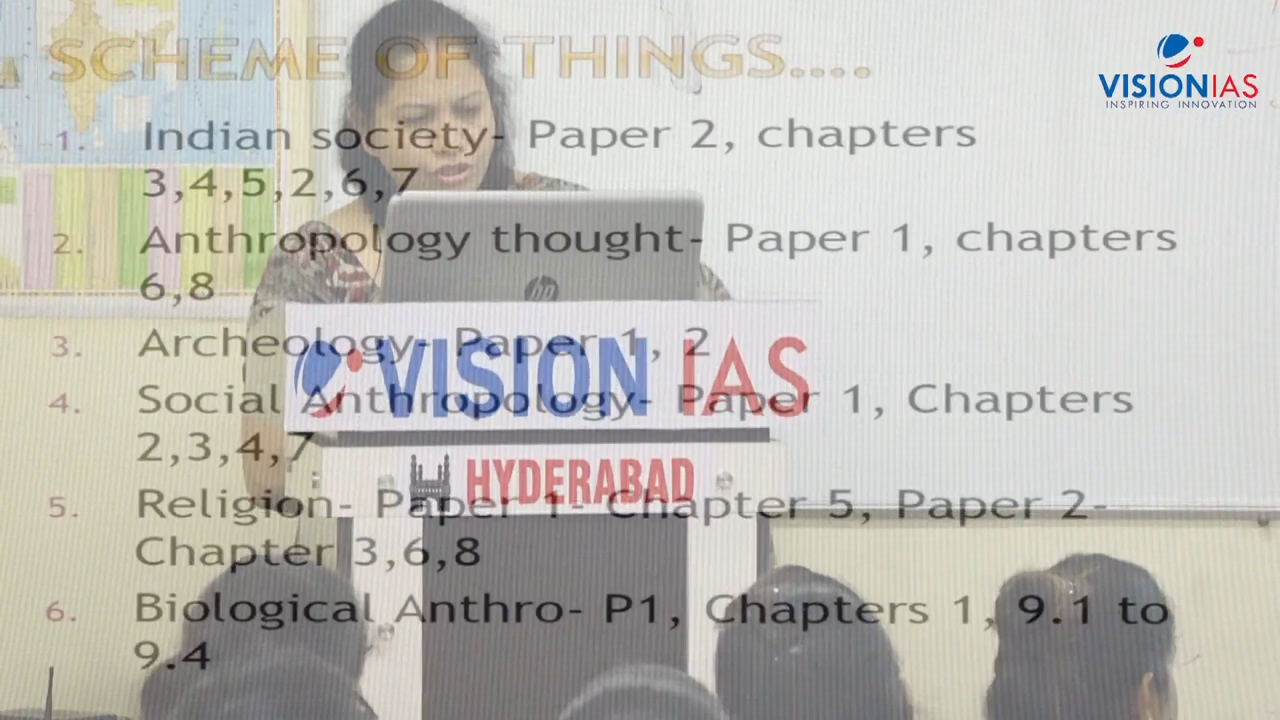 SCHEME OF THINGS....
VISIONIAS
INSPIRING INNOVATION
1. Indian society- Paper 2, chapters
3,4,5,2,6,7
2. Anthropology thought- Paper 1, chapters
6,8
hp
3. Archeology- Paper 1, 2
VISION IAS
4. Social Anthropology- Paper 1, Chapters
2,3,4,7
HYDERABAD
5. Religion- Paper 1- Chapter 5, Paper 2-
Chapter 3,6,8
6. Biological Anthro- P1, Chapters 1, 9.1 to
9.4